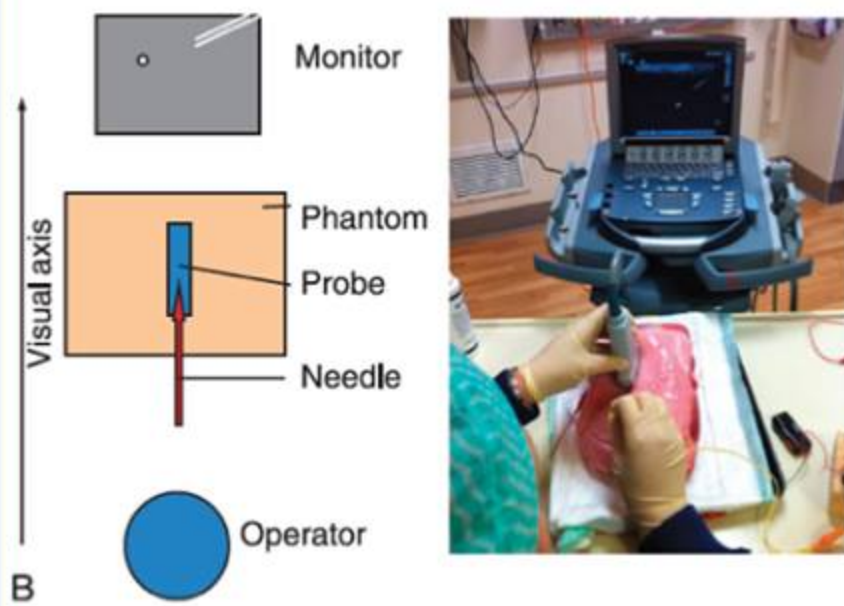 Monitor
Phantom
Probe
Visual axis
Needle
Operator
B